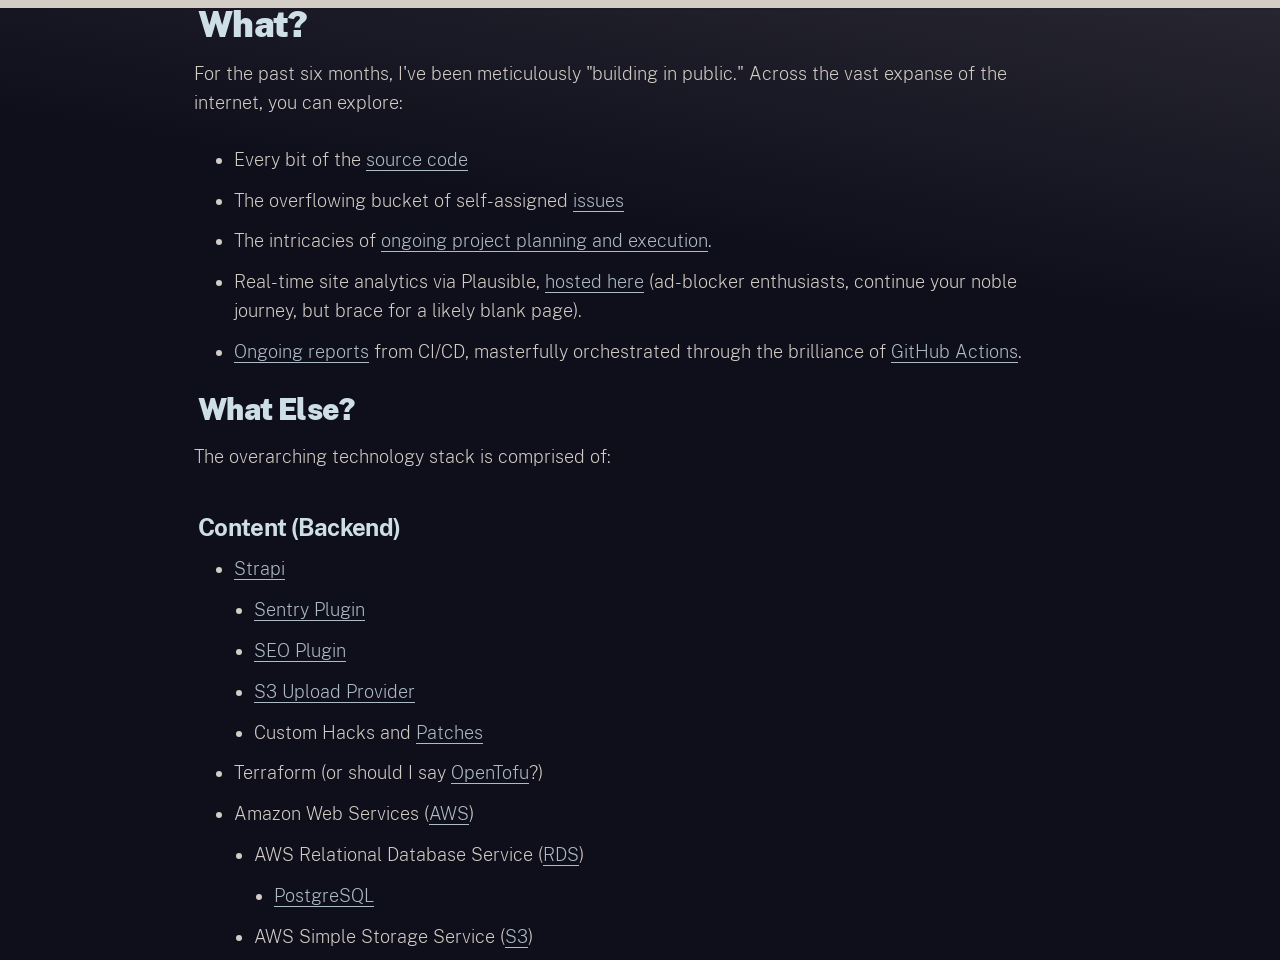 What?
For the past six months, I've been meticulously "building in public." Across the vast expanse of the
internet, you can explore:
Every bit of the source code
The overflowing bucket of self-assigned issues
The intricacies of ongoing project planning and execution.
Real-time site analytics via Plausible, hosted here (ad-blocker enthusiasts, continue your noble
journey, but brace for a likely blank page).
Ongoing reports from CI/CD, masterfully orchestrated through the brilliance of GitHub Actions.
What Else?
The overarching technology stack is comprised of:
Content (Backend)
Strapi
Sentry Plugin
SEO Plugin
S3 Upload Provider
Custom Hacks and Patches
Terraform (or should I say OpenTofu?)
Amazon Web Services (AWS)
AWS Relational Database Service (RDS)
PostgreSQL
AWS Simple Storage Service (S3)